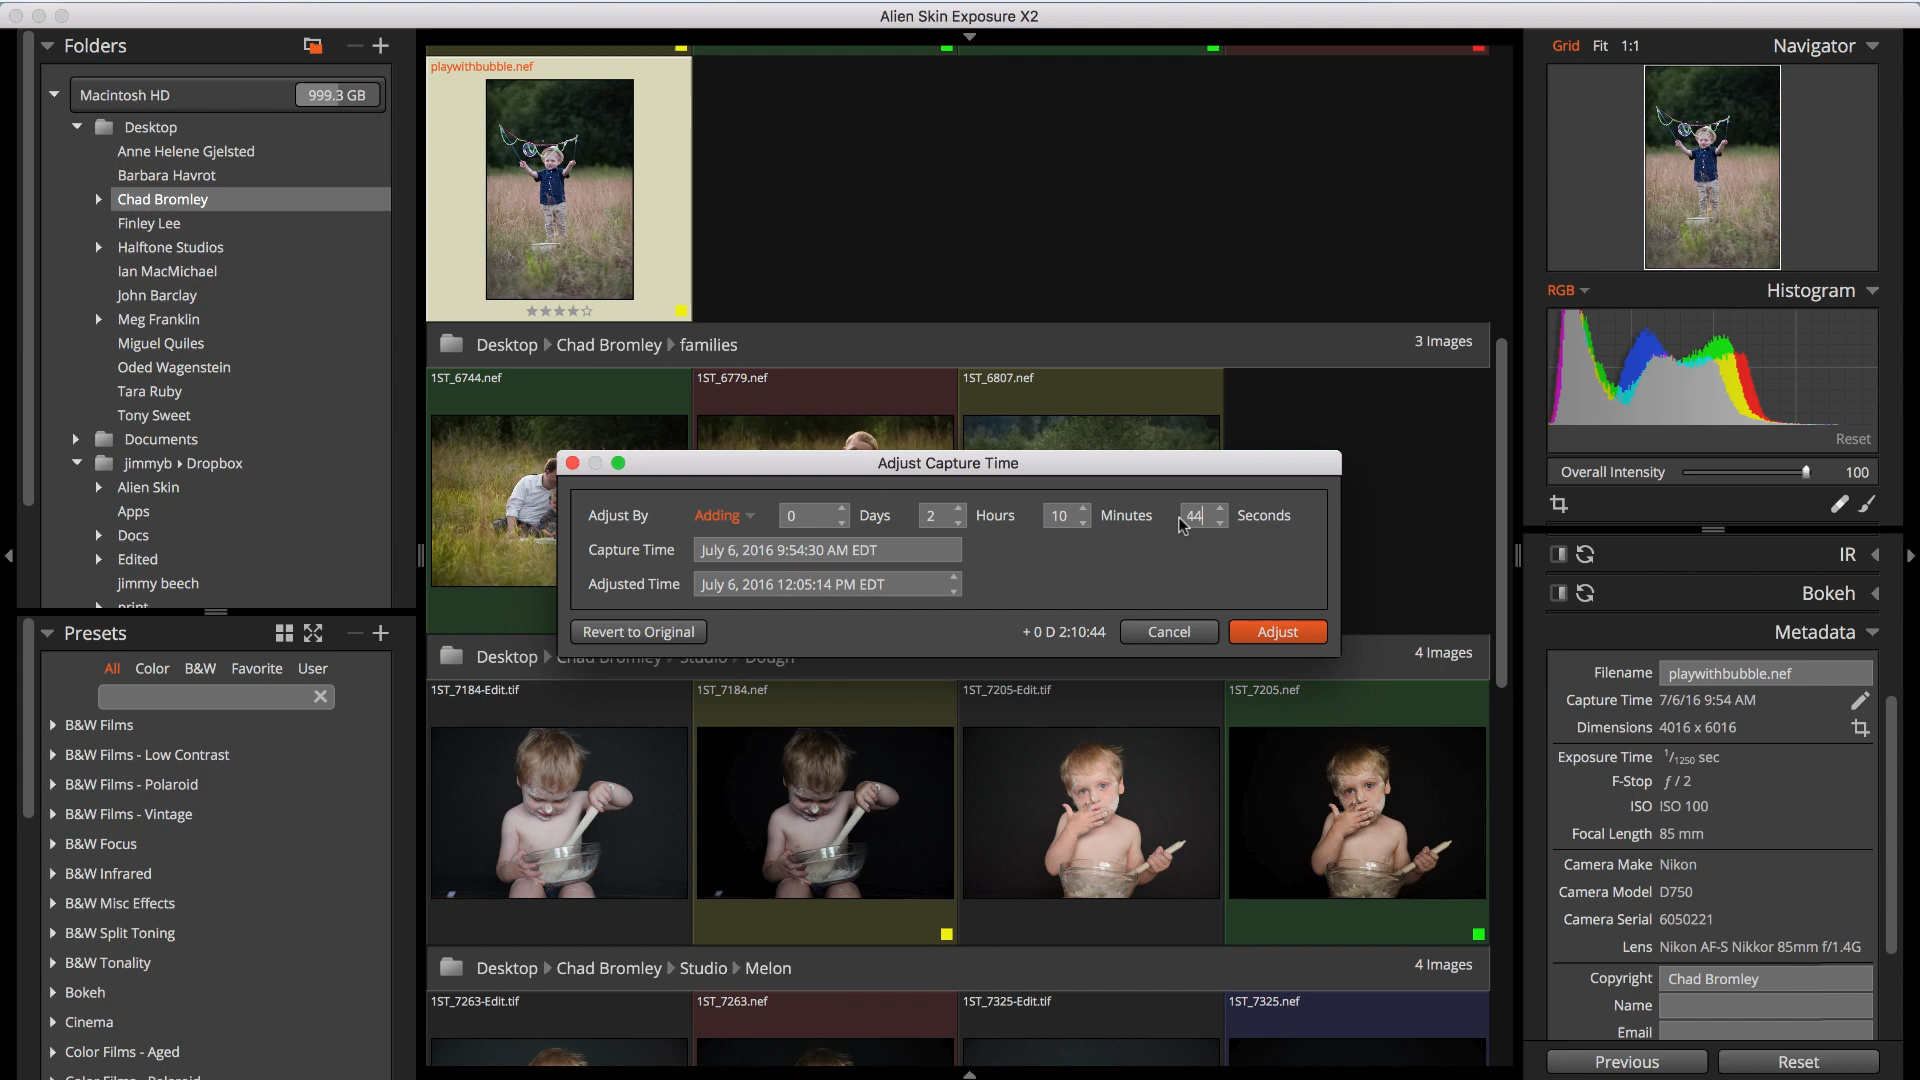 Alien Skin Exposure X2
Folders
Macintosh HD 999.3 GB
Desktop
Anne Helene Gjelsted
Barbara Havrot
Chad Bromley
Finley Lee
Halftone Studios
Ian MacMichael
John Barclay
Meg Franklin
Miguel Quiles
Oded Wagenstein
Tara Ruby
Tony Sweet
Documents
jimmyb Dropbox
Alien Skin
Apps
Docs
Edited
jimmy beech
print
Presets
All Color B&W Favorite User
B&W Films
B&W Films - Low Contrast
B&W Films - Polaroid
B&W Films - Vintage
B&W Focus
B&W Infrared
B&W Misc Effects
B&W Split Toning
B&W Tonality
Bokeh
Cinema
Color Films - Aged
Color Films - Polaroid
playwithbubble.nef
Desktop Chad Bromley families 3 Images
1ST_6744.nef 1ST_6779.nef 1ST_6807.nef
Adjust Capture Time
Adjust By Adding 0 Days 2 Hours 10 Minutes 44 Seconds
Capture Time July 6, 2016 9:54:30 AM EDT
Adjusted Time July 6, 2016 12:05:14 PM EDT
Revert to Original + 0 D 2:10:44 Cancel Adjust
Desktop Chad Bromley Studio Dough 4 Images
1ST_7184-Edit.tif 1ST_7184.nef 1ST_7205-Edit.tif 1ST_7205.nef
Desktop Chad Bromley Studio Melon 4 Images
1ST_7263-Edit.tif 1ST_7263.nef 1ST_7325-Edit.tif 1ST_7325.nef
Grid Fit 1:1 Navigator
RGB Histogram
Reset
Overall Intensity 100
IR
Bokeh
Metadata
Filename playwithbubble.nef
Capture Time 7/6/16 9:54 AM
Dimensions 4016 x 6016
Exposure Time 1/1250 sec
F-Stop ƒ / 2
ISO ISO 100
Focal Length 85 mm
Camera Make Nikon
Camera Model D750
Camera Serial 6050221
Lens Nikon AF-S Nikkor 85mm f/1.4G
Copyright Chad Bromley
Name
Email
Previous Reset